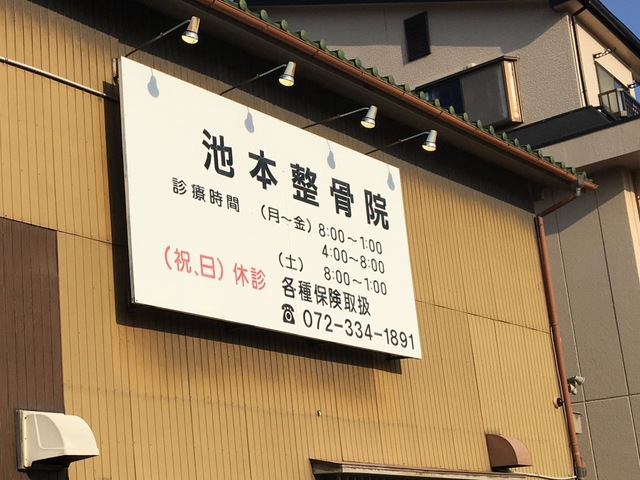 池本整骨院
診療時間 (月～金) 8:00～1:00
4:00～8:00
(祝、日) 休診 (土) 8:00～1:00
各種保険取扱
☎ 072-334-1891